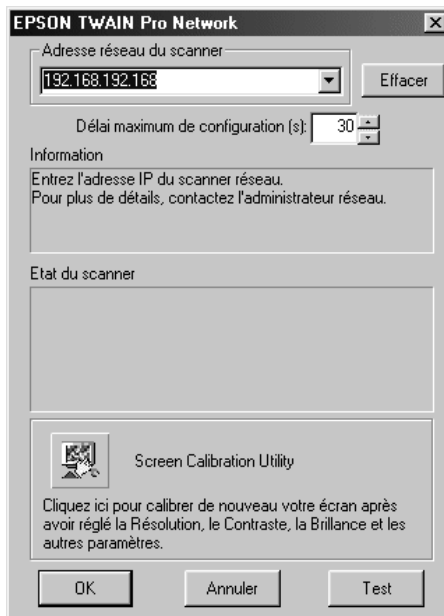 EPSON TWAIN Pro Network
Adresse réseau du scanner
192.168.192.168
Effacer
Délai maximum de configuration (s): 30
Information
Entrez l'adresse IP du scanner réseau.
Pour plus de détails, contactez l'administrateur réseau.
Etat du scanner
Screen Calibration Utility
Cliquez ici pour calibrer de nouveau votre écran après
avoir réglé la Résolution, le Contraste, la Brillance et les
autres paramètres.
OK
Annuler
Test